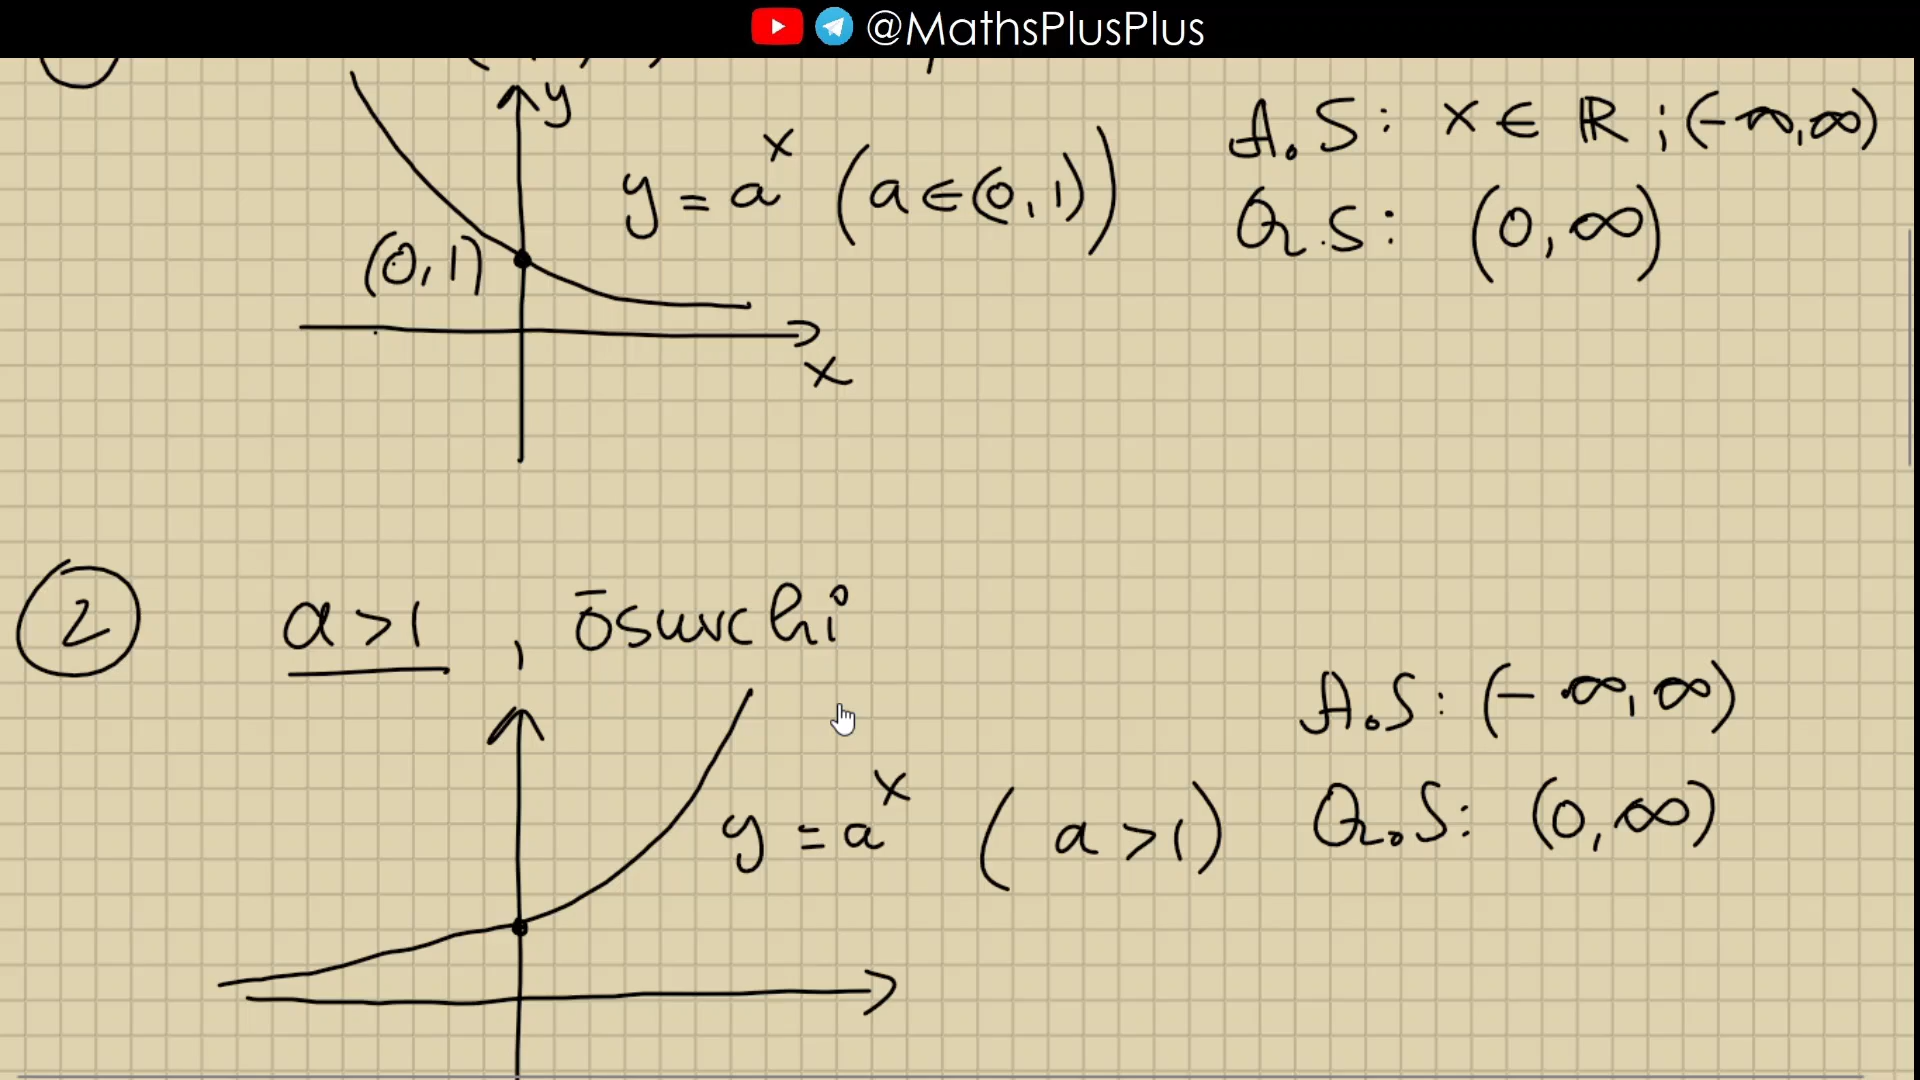 @MathsPlusPlus
y
A.S: x ∈ ℝ ; (-∞, ∞)
y = a^x (a ∈ (0, 1))
Q.S: (0, ∞)
(0, 1)
x
2 a > 1 , ōsuvchi
A.S: (-∞, ∞)
y = a^x ( a > 1 )
Q.S: (0, ∞)